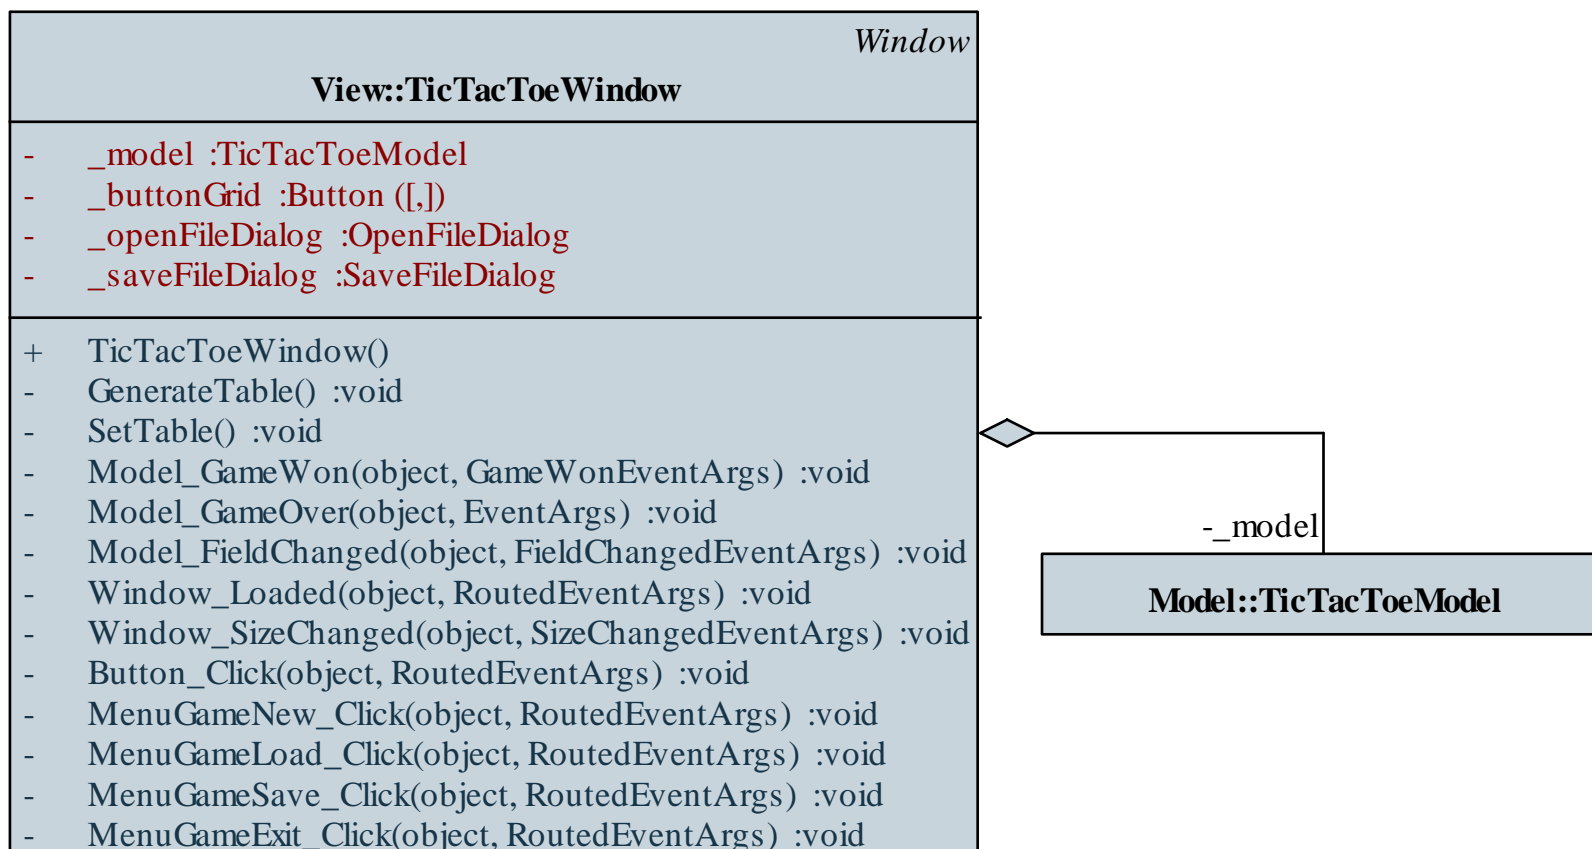 Window
View::TicTacToeWindow
- _model :TicTacToeModel
- _buttonGrid :Button ([,])
- _openFileDialog :OpenFileDialog
- _saveFileDialog :SaveFileDialog
+ TicTacToeWindow()
- GenerateTable() :void
- SetTable() :void
- Model_GameWon(object, GameWonEventArgs) :void
- Model_GameOver(object, EventArgs) :void
- Model_FieldChanged(object, FieldChangedEventArgs) :void
- Window_Loaded(object, RoutedEventArgs) :void
- Window_SizeChanged(object, SizeChangedEventArgs) :void
- Button_Click(object, RoutedEventArgs) :void
- MenuGameNew_Click(object, RoutedEventArgs) :void
- MenuGameLoad_Click(object, RoutedEventArgs) :void
- MenuGameSave_Click(object, RoutedEventArgs) :void
- MenuGameExit_Click(object, RoutedEventArgs) :void
-_model
Model::TicTacToeModel